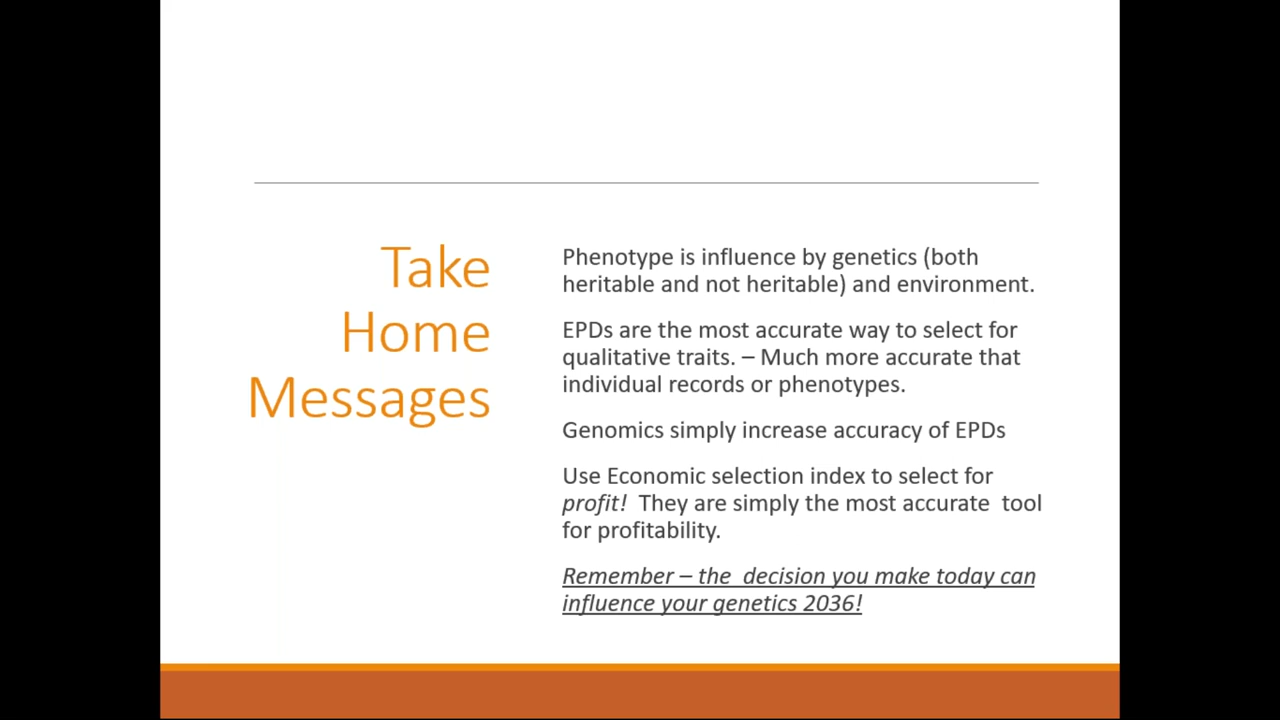 Take
Home
Messages
Phenotype is influence by genetics (both
heritable and not heritable) and environment.
EPDs are the most accurate way to select for
qualitative traits. – Much more accurate that
individual records or phenotypes.
Genomics simply increase accuracy of EPDs
Use Economic selection index to select for
profit! They are simply the most accurate tool
for profitability.
Remember – the decision you make today can
influence your genetics 2036!